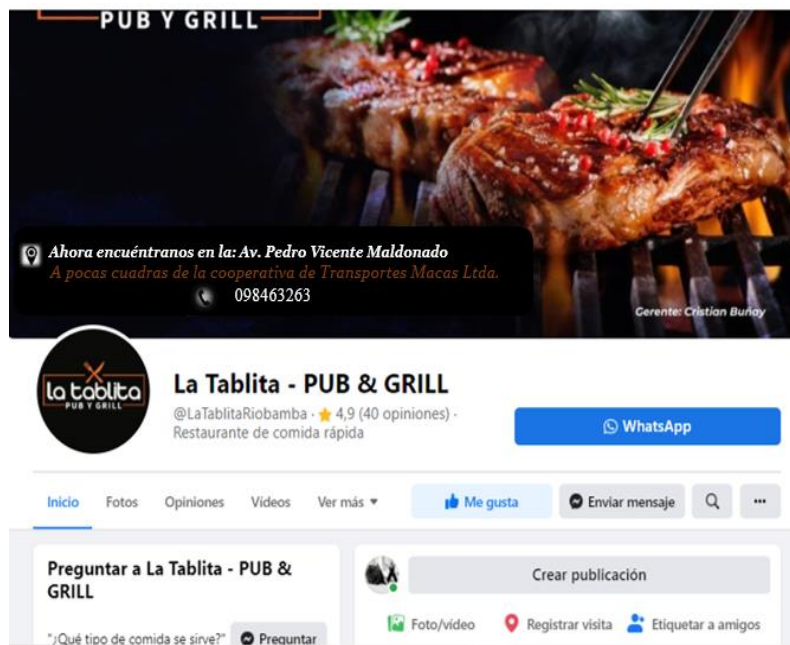 PUB Y GRILL
Ahora encuéntranos en la: Av. Pedro Vicente Maldonado
A pocas cuadras de la cooperativa de Transportes Macas Ltda.
098463263
Gerente: Cristian Buñay
la tablita
PUB Y GRILL
La Tablita - PUB & GRILL
@LaTablitaRiobamba · 4,9 (40 opiniones) ·
Restaurante de comida rápida
WhatsApp
Inicio Fotos Opiniones Vídeos Ver más Me gusta Enviar mensaje
Preguntar a La Tablita - PUB &
GRILL
"¿Qué tipo de comida se sirve?" Preguntar
Crear publicación
Foto/vídeo Registrar visita Etiquetar a amigos